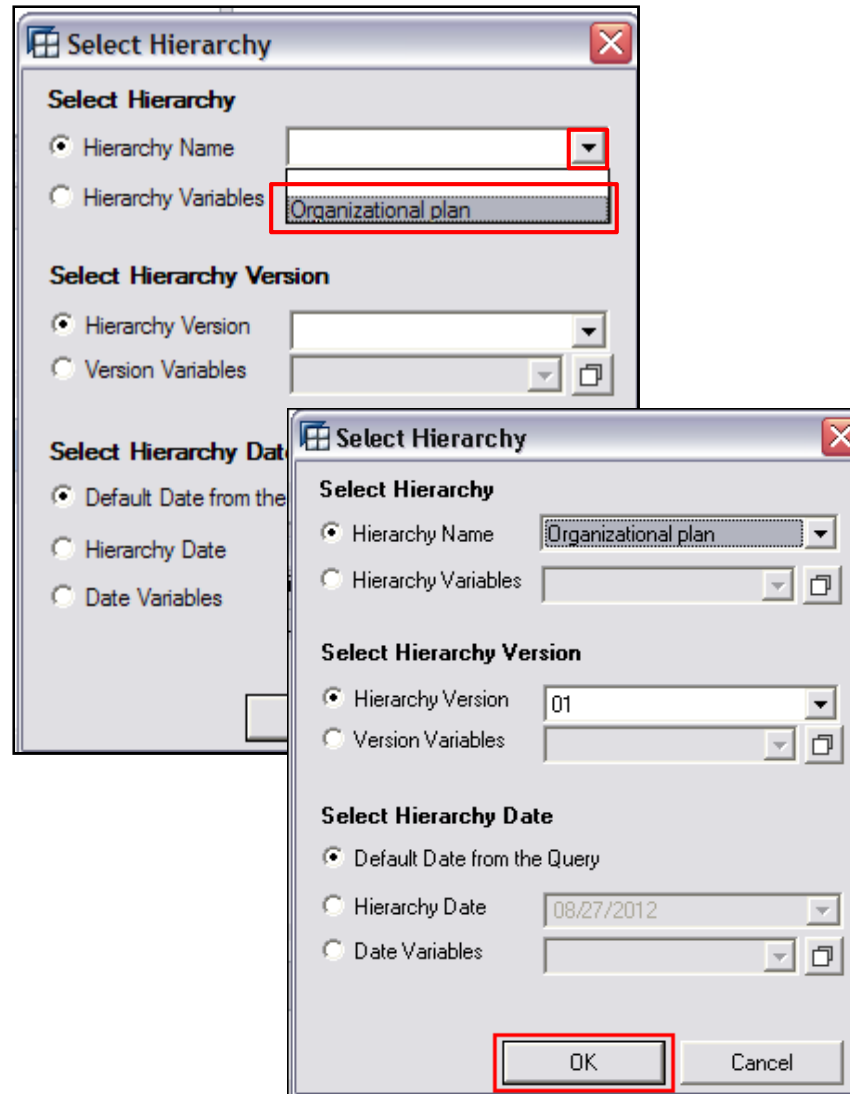 Select Hierarchy
Select Hierarchy
Hierarchy Name
Hierarchy Variables
Organizational plan
Select Hierarchy Version
Hierarchy Version
Version Variables
Select Hierarchy Dat
Default Date from the
Hierarchy Date
Date Variables
Select Hierarchy
Select Hierarchy
Hierarchy Name Organizational plan
Hierarchy Variables
Select Hierarchy Version
Hierarchy Version 01
Version Variables
Select Hierarchy Date
Default Date from the Query
Hierarchy Date 08/27/2012
Date Variables
OK Cancel